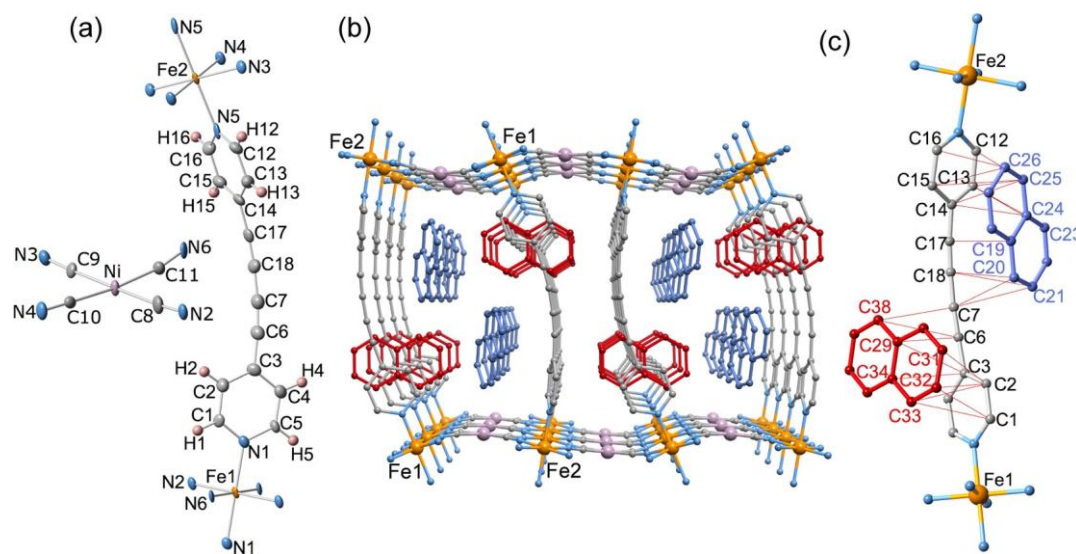 (a)
N5
N4
Fe2
N3
N5
H16
H12
C16
C12
C15
C13
H15
H13
C14
C17
N6
C18
N3
C9
Ni
C11
C7
N4
C10
C8
N2
C6
C3
H2
H4
C2
C4
C1
C5
H1
N1
H5
N2
Fe1
N6
N1
(b)
Fe2
Fe1
Fe1
Fe2
(c)
Fe2
C16
C12
C26
C15
C13
C25
C14
C24
C23
C17
C19
C18
C20
C21
C38
C7
C6
C29
C31
C3
C34
C32
C2
C33
C1
Fe1